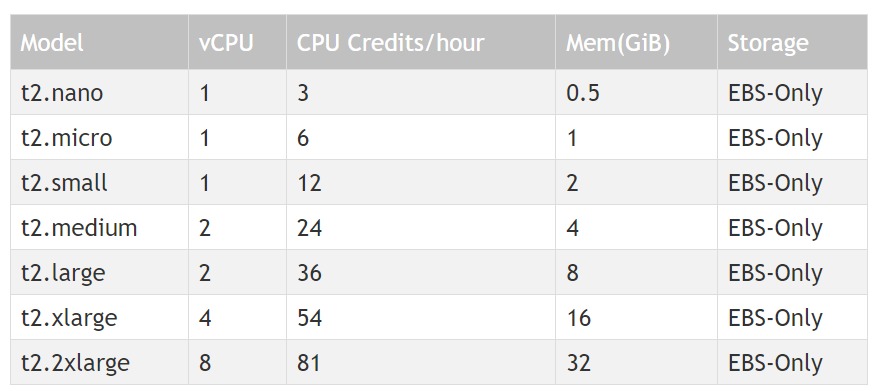 Model vCPU CPU Credits/hour Mem(GiB) Storage
t2.nano 1 3 0.5 EBS-Only
t2.micro 1 6 1 EBS-Only
t2.small 1 12 2 EBS-Only
t2.medium 2 24 4 EBS-Only
t2.large 2 36 8 EBS-Only
t2.xlarge 4 54 16 EBS-Only
t2.2xlarge 8 81 32 EBS-Only